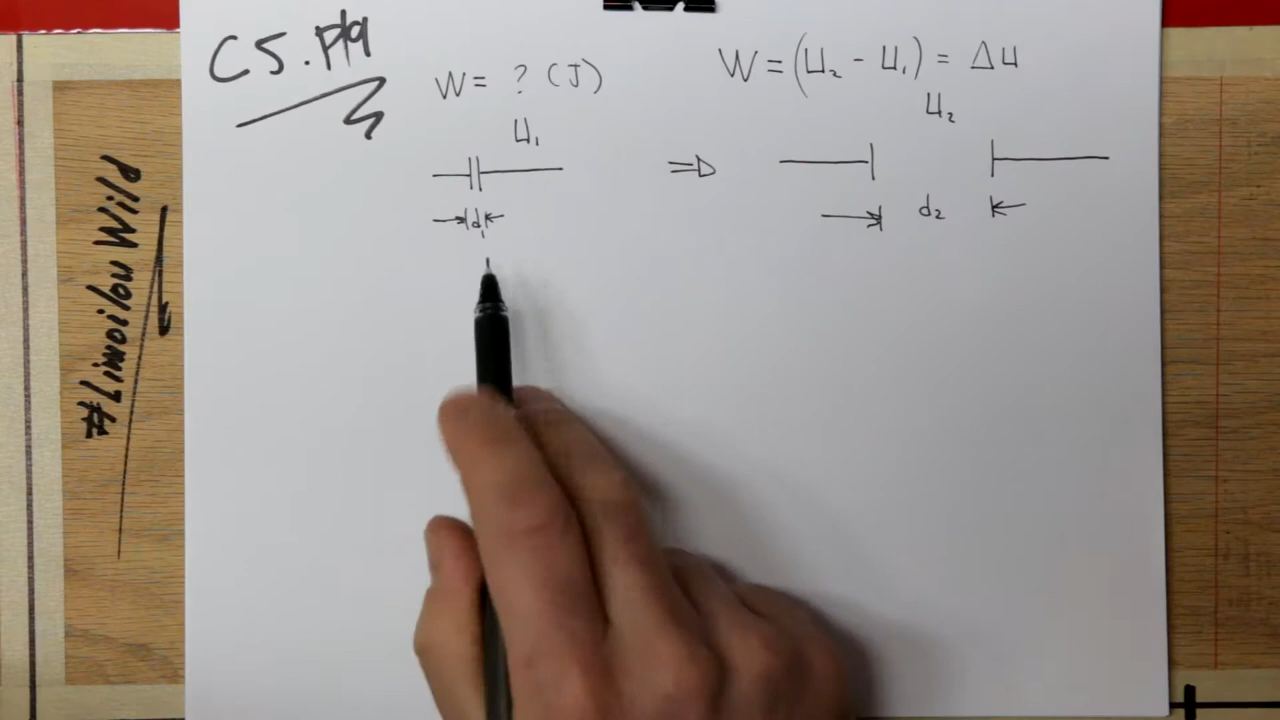 C5.P19
W = ? (J)
W = (U₂ - U₁) = ΔU
U₁
U₂
⇒
d₁
d₂
#LimoilouWild